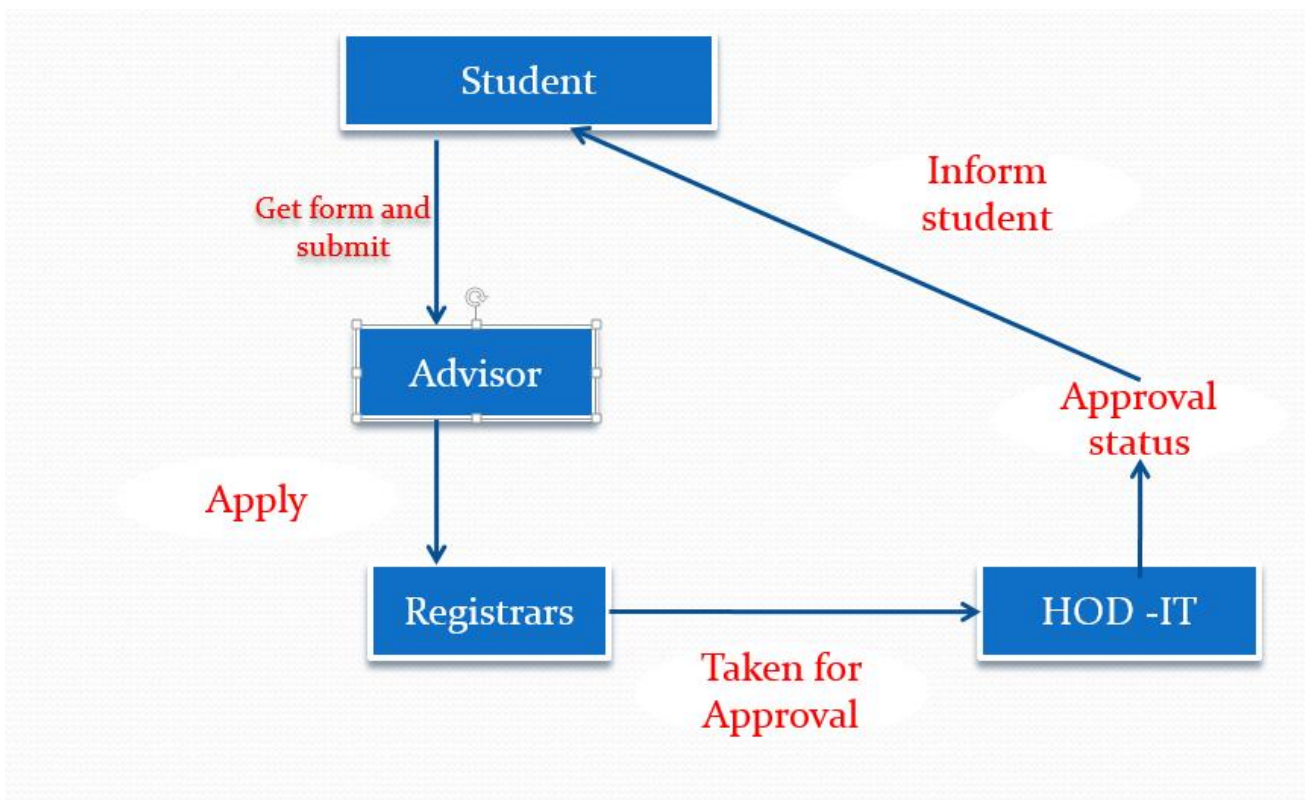 Student
Inform
student
Get form and
submit
Advisor
Approval
status
Apply
Registrars
HOD -IT
Taken for
Approval